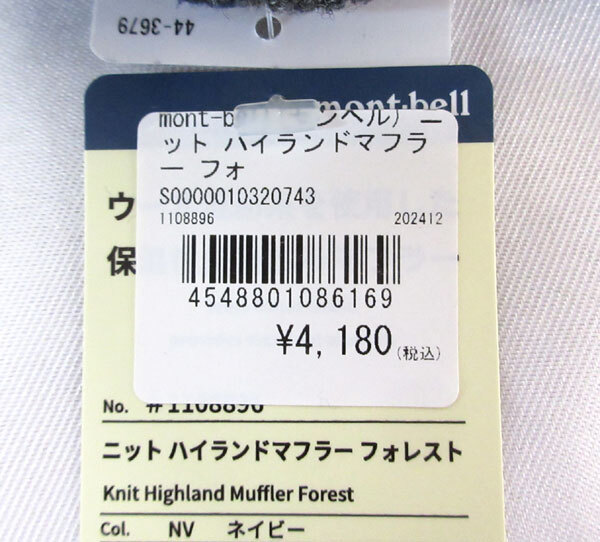 44-3679
mont·bell
mont-b ンベル) ニ
ット ハイランドマフラ
ー フォ
S0000010320743
1108896 202412
4548801086169
¥4,180 (税込)
ウ
保
No. #1108896
ニット ハイランドマフラー フォレスト
Knit Highland Muffler Forest
Col. NV ネイビー